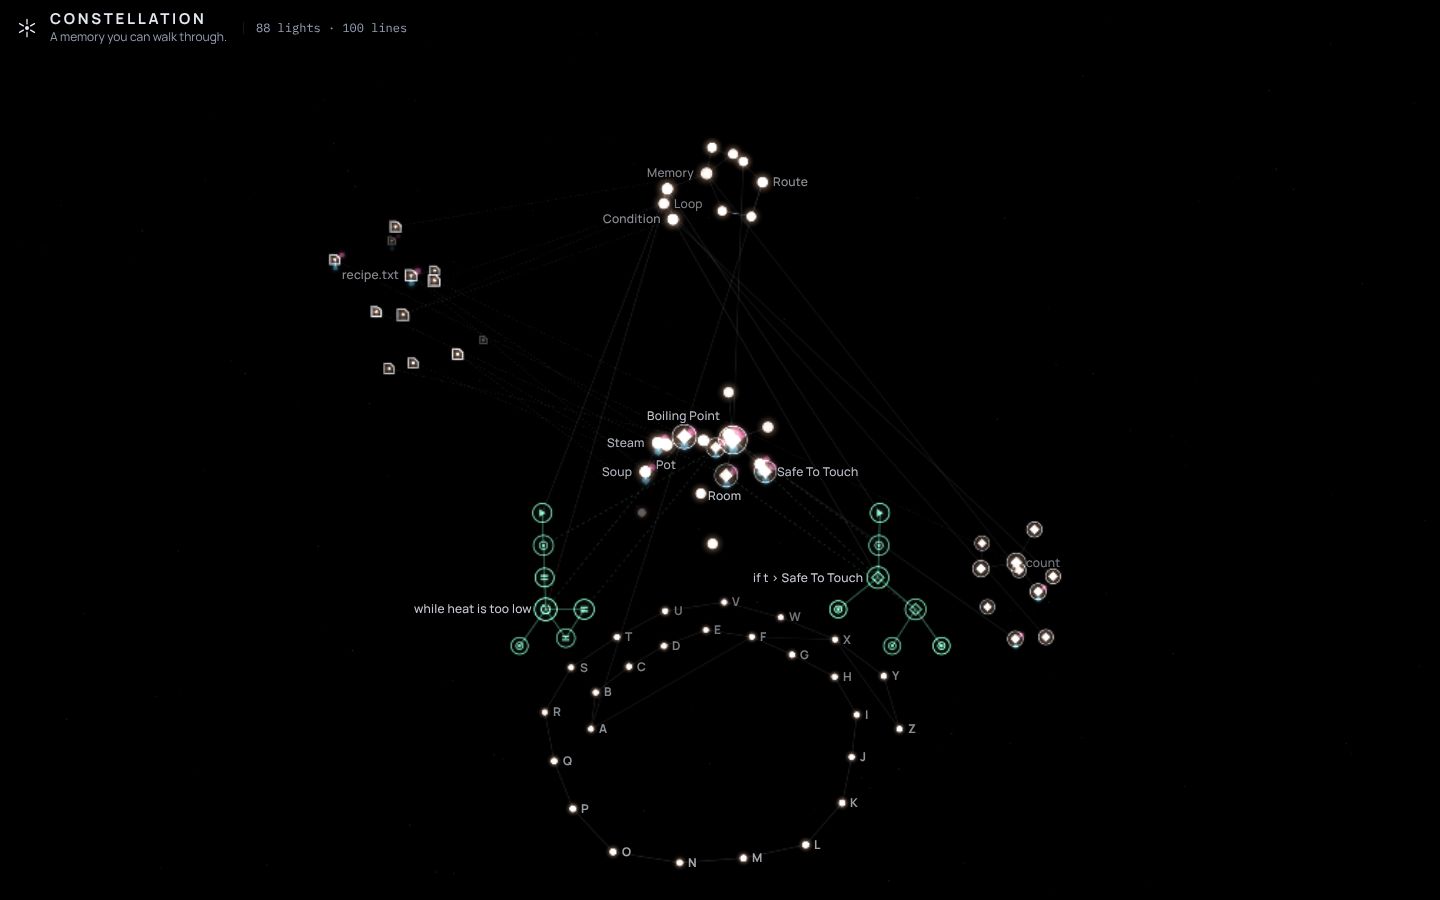 CONSTELLATION
A memory you can walk through.
88 lights · 100 lines
Memory
Route
Loop
Condition
recipe.txt
Boiling Point
Steam
Pot
Soup
Safe To Touch
Room
count
if t > Safe To Touch
while heat is too low
V
U
W
T
E
F
X
D
G
S
C
H
Y
B
R
I
A
Z
Q
J
P
K
O
L
N
M